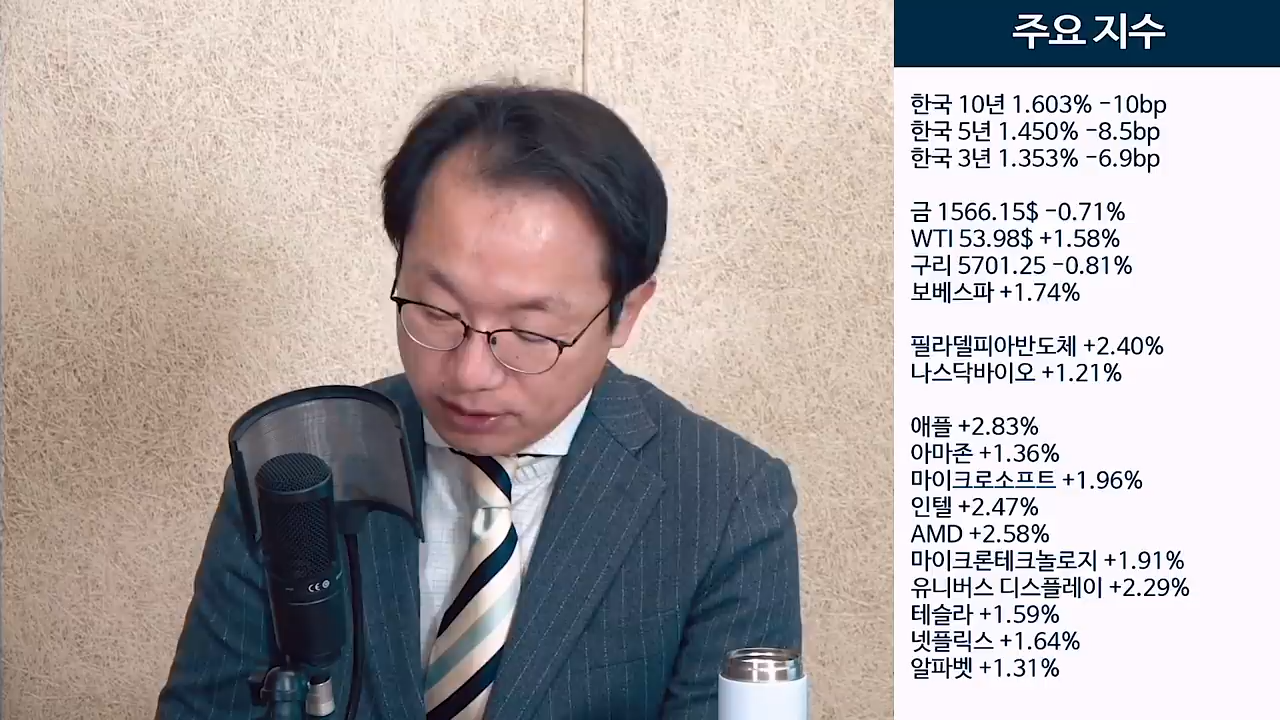 주요 지수
한국 10년 1.603% -10bp
한국 5년 1.450% -8.5bp
한국 3년 1.353% -6.9bp
금 1566.15$ -0.71%
WTI 53.98$ +1.58%
구리 5701.25 -0.81%
보베스파 +1.74%
필라델피아반도체 +2.40%
나스닥바이오 +1.21%
애플 +2.83%
아마존 +1.36%
마이크로소프트 +1.96%
인텔 +2.47%
AMD +2.58%
마이크론테크놀로지 +1.91%
유니버스 디스플레이 +2.29%
테슬라 +1.59%
넷플릭스 +1.64%
알파벳 +1.31%
CE